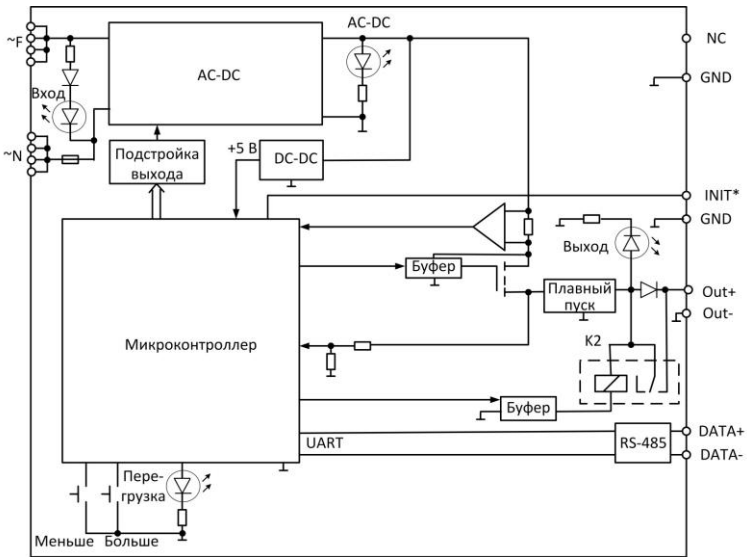 AC-DC
~F
NC
AC-DC
GND
Вход
+5 В
DC-DC
~N
Подстройка
выхода
INIT*
GND
Выход
Буфер
Плавный
пуск
Out+
Out-
Микроконтроллер
К2
Буфер
DATA+
UART
RS-485
DATA-
Пере-
грузка
Меньше Больше